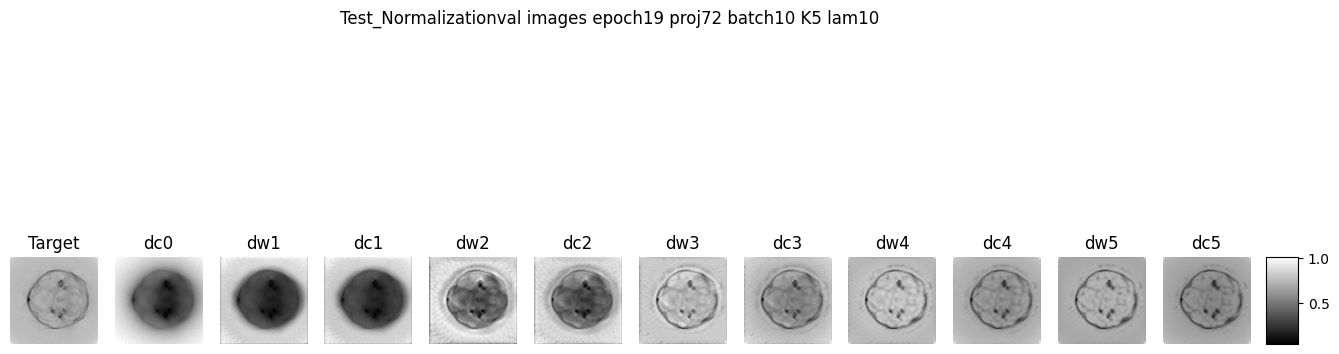 Test_Normalizationval images epoch19 proj72 batch10 K5 lam10
Target dc0 dw1 dc1 dw2 dc2 dw3 dc3 dw4 dc4 dw5 dc5
1.0
0.5